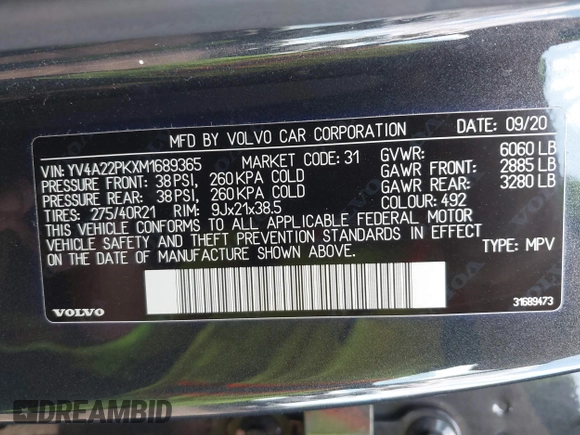 MFD BY VOLVO CAR CORPORATION DATE: 09/20
VIN: YV4A22PKXM1689365 MARKET CODE: 31 GVWR: 6060 LB
PRESSURE FRONT: 38 PSI, 260 KPA COLD GAWR FRONT: 2885 LB
PRESSURE REAR: 38 PSI, 260 KPA COLD GAWR REAR: 3280 LB
TIRES: 275/40R21 RIM: 9Jx21x38.5 COLOUR: 492
THIS VEHICLE CONFORMS TO ALL APPLICABLE FEDERAL MOTOR
VEHICLE SAFETY AND THEFT PREVENTION STANDARDS IN EFFECT
ON THE DATE OF MANUFACTURE SHOWN ABOVE. TYPE: MPV
VOLVO 31689473
DREAMBID